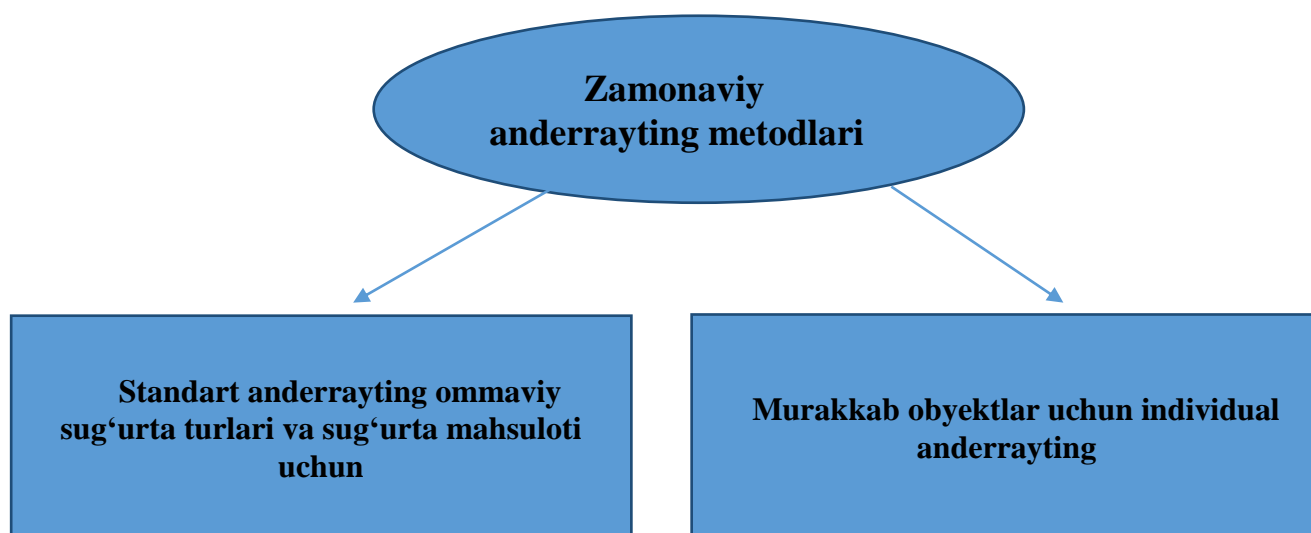 Zamonaviy
anderrayting metodlari
Standart anderrayting ommaviy
sug‘urta turlari va sug‘urta mahsuloti
uchun
Murakkab obyektlar uchun individual
anderrayting